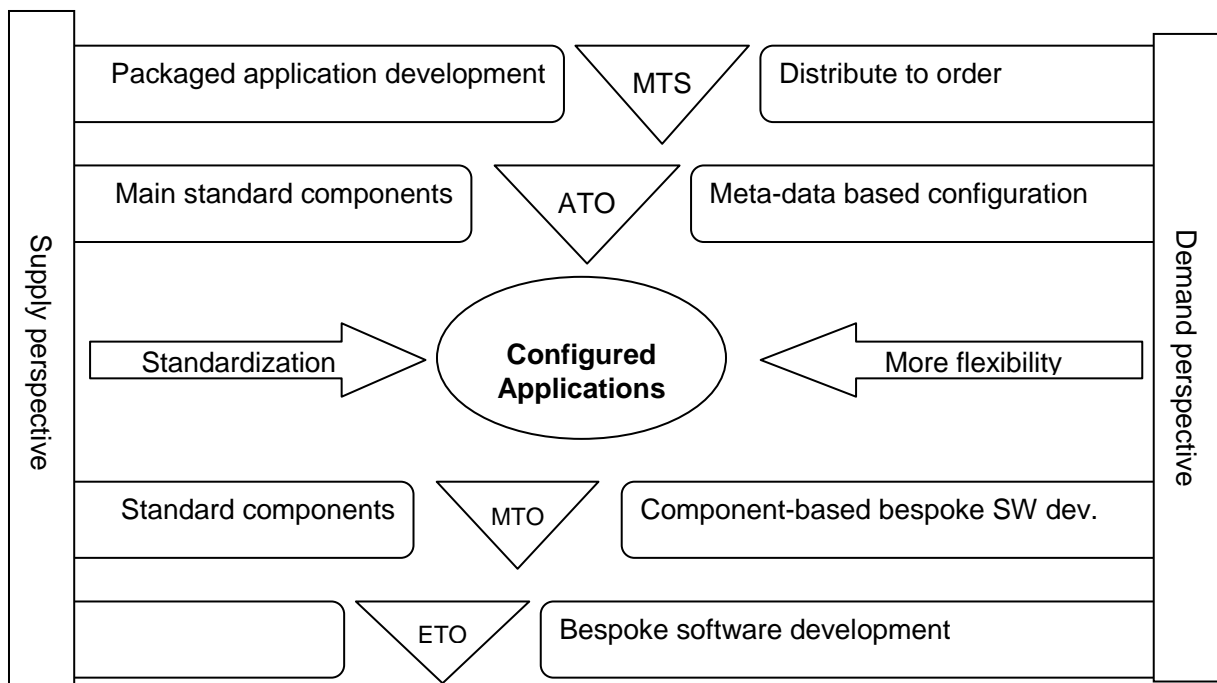 Packaged application development
MTS
Distribute to order
Main standard components
ATO
Meta-data based configuration
Supply perspective
Standardization
Configured
Applications
More flexibility
Demand perspective
Standard components
MTO
Component-based bespoke SW dev.
ETO
Bespoke software development